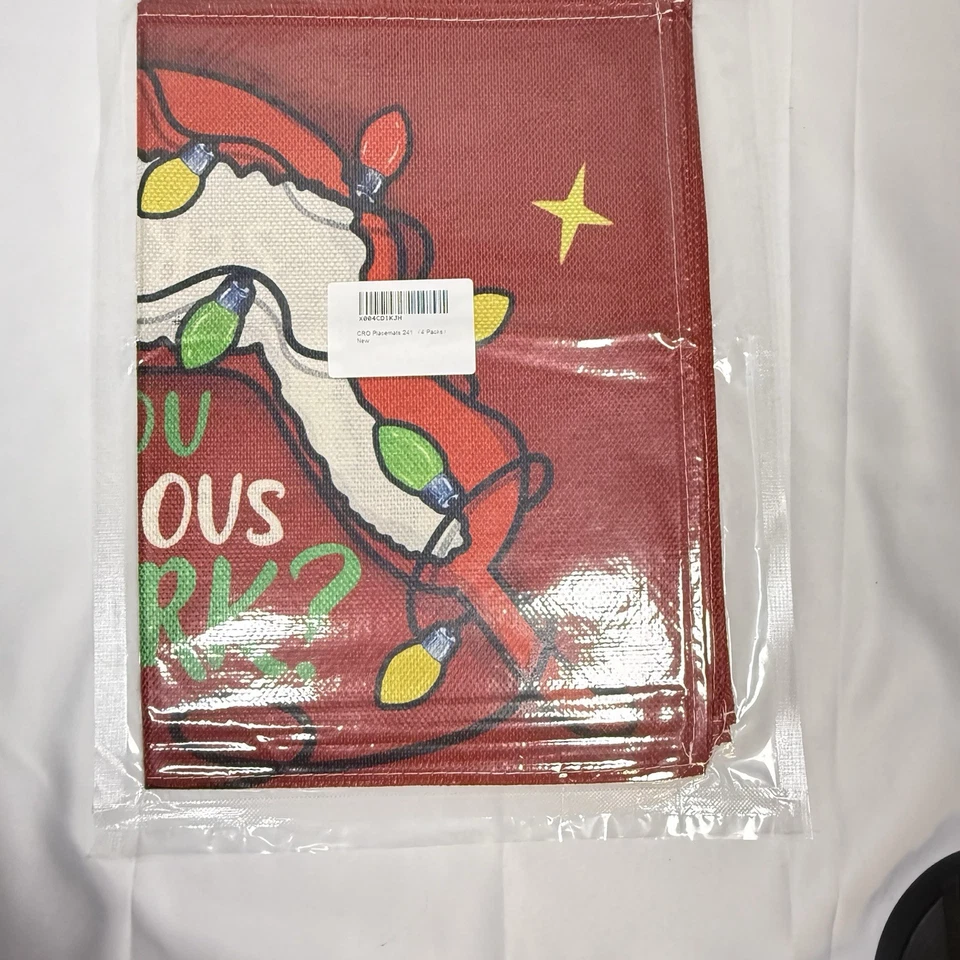 X004CD1KJH
CRO Placemats 241 (4 Packs)
New
OU
OUS
RK?